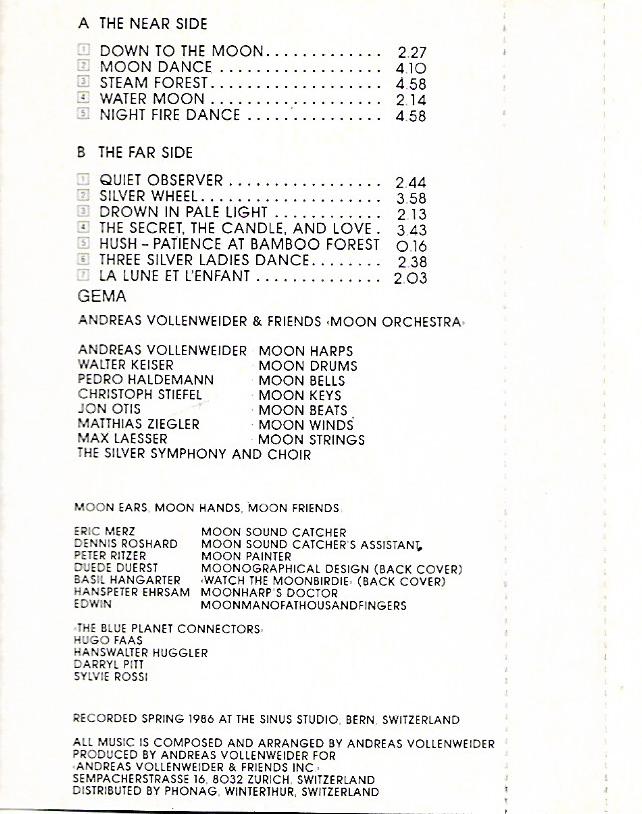 A THE NEAR SIDE
1 DOWN TO THE MOON............. 2.27
2 MOON DANCE .................. 4.10
3 STEAM FOREST................... 4.58
4 WATER MOON ................... 2.14
5 NIGHT FIRE DANCE ............... 4.58
B THE FAR SIDE
1 QUIET OBSERVER ................. 2.44
2 SILVER WHEEL.................... 3.58
3 DROWN IN PALE LIGHT ............ 2.13
4 THE SECRET, THE CANDLE, AND LOVE . 3.43
5 HUSH – PATIENCE AT BAMBOO FOREST 0.16
6 THREE SILVER LADIES DANCE........ 2.38
7 LA LUNE ET L'ENFANT .............. 2.03
GEMA
ANDREAS VOLLENWEIDER & FRIENDS ‹MOON ORCHESTRA›
ANDREAS VOLLENWEIDER MOON HARPS
WALTER KEISER MOON DRUMS
PEDRO HALDEMANN MOON BELLS
CHRISTOPH STIEFEL MOON KEYS
JON OTIS MOON BEATS
MATTHIAS ZIEGLER MOON WINDS
MAX LAESSER MOON STRINGS
THE SILVER SYMPHONY AND CHOIR
MOON EARS, MOON HANDS, MOON FRIENDS
ERIC MERZ MOON SOUND CATCHER
DENNIS ROSHARD MOON SOUND CATCHER'S ASSISTANT
PETER RITZER MOON PAINTER
DUEDE DUERST MOONOGRAPHICAL DESIGN (BACK COVER)
BASIL HANGARTER ‹WATCH THE MOONBIRDIE› (BACK COVER)
HANSPETER EHRSAM MOONHARP'S DOCTOR
EDWIN MOONMANOFATHOUSANDFINGERS
‹THE BLUE PLANET CONNECTORS›
HUGO FAAS
HANSWALTER HUGGLER
DARRYL PITT
SYLVIE ROSSI
RECORDED SPRING 1986 AT THE SINUS STUDIO, BERN, SWITZERLAND
ALL MUSIC IS COMPOSED AND ARRANGED BY ANDREAS VOLLENWEIDER
PRODUCED BY ANDREAS VOLLENWEIDER FOR
‹ANDREAS VOLLENWEIDER & FRIENDS INC›
SEMPACHERSTRASSE 16, 8032 ZURICH, SWITZERLAND
DISTRIBUTED BY PHONAG, WINTERTHUR, SWITZERLAND